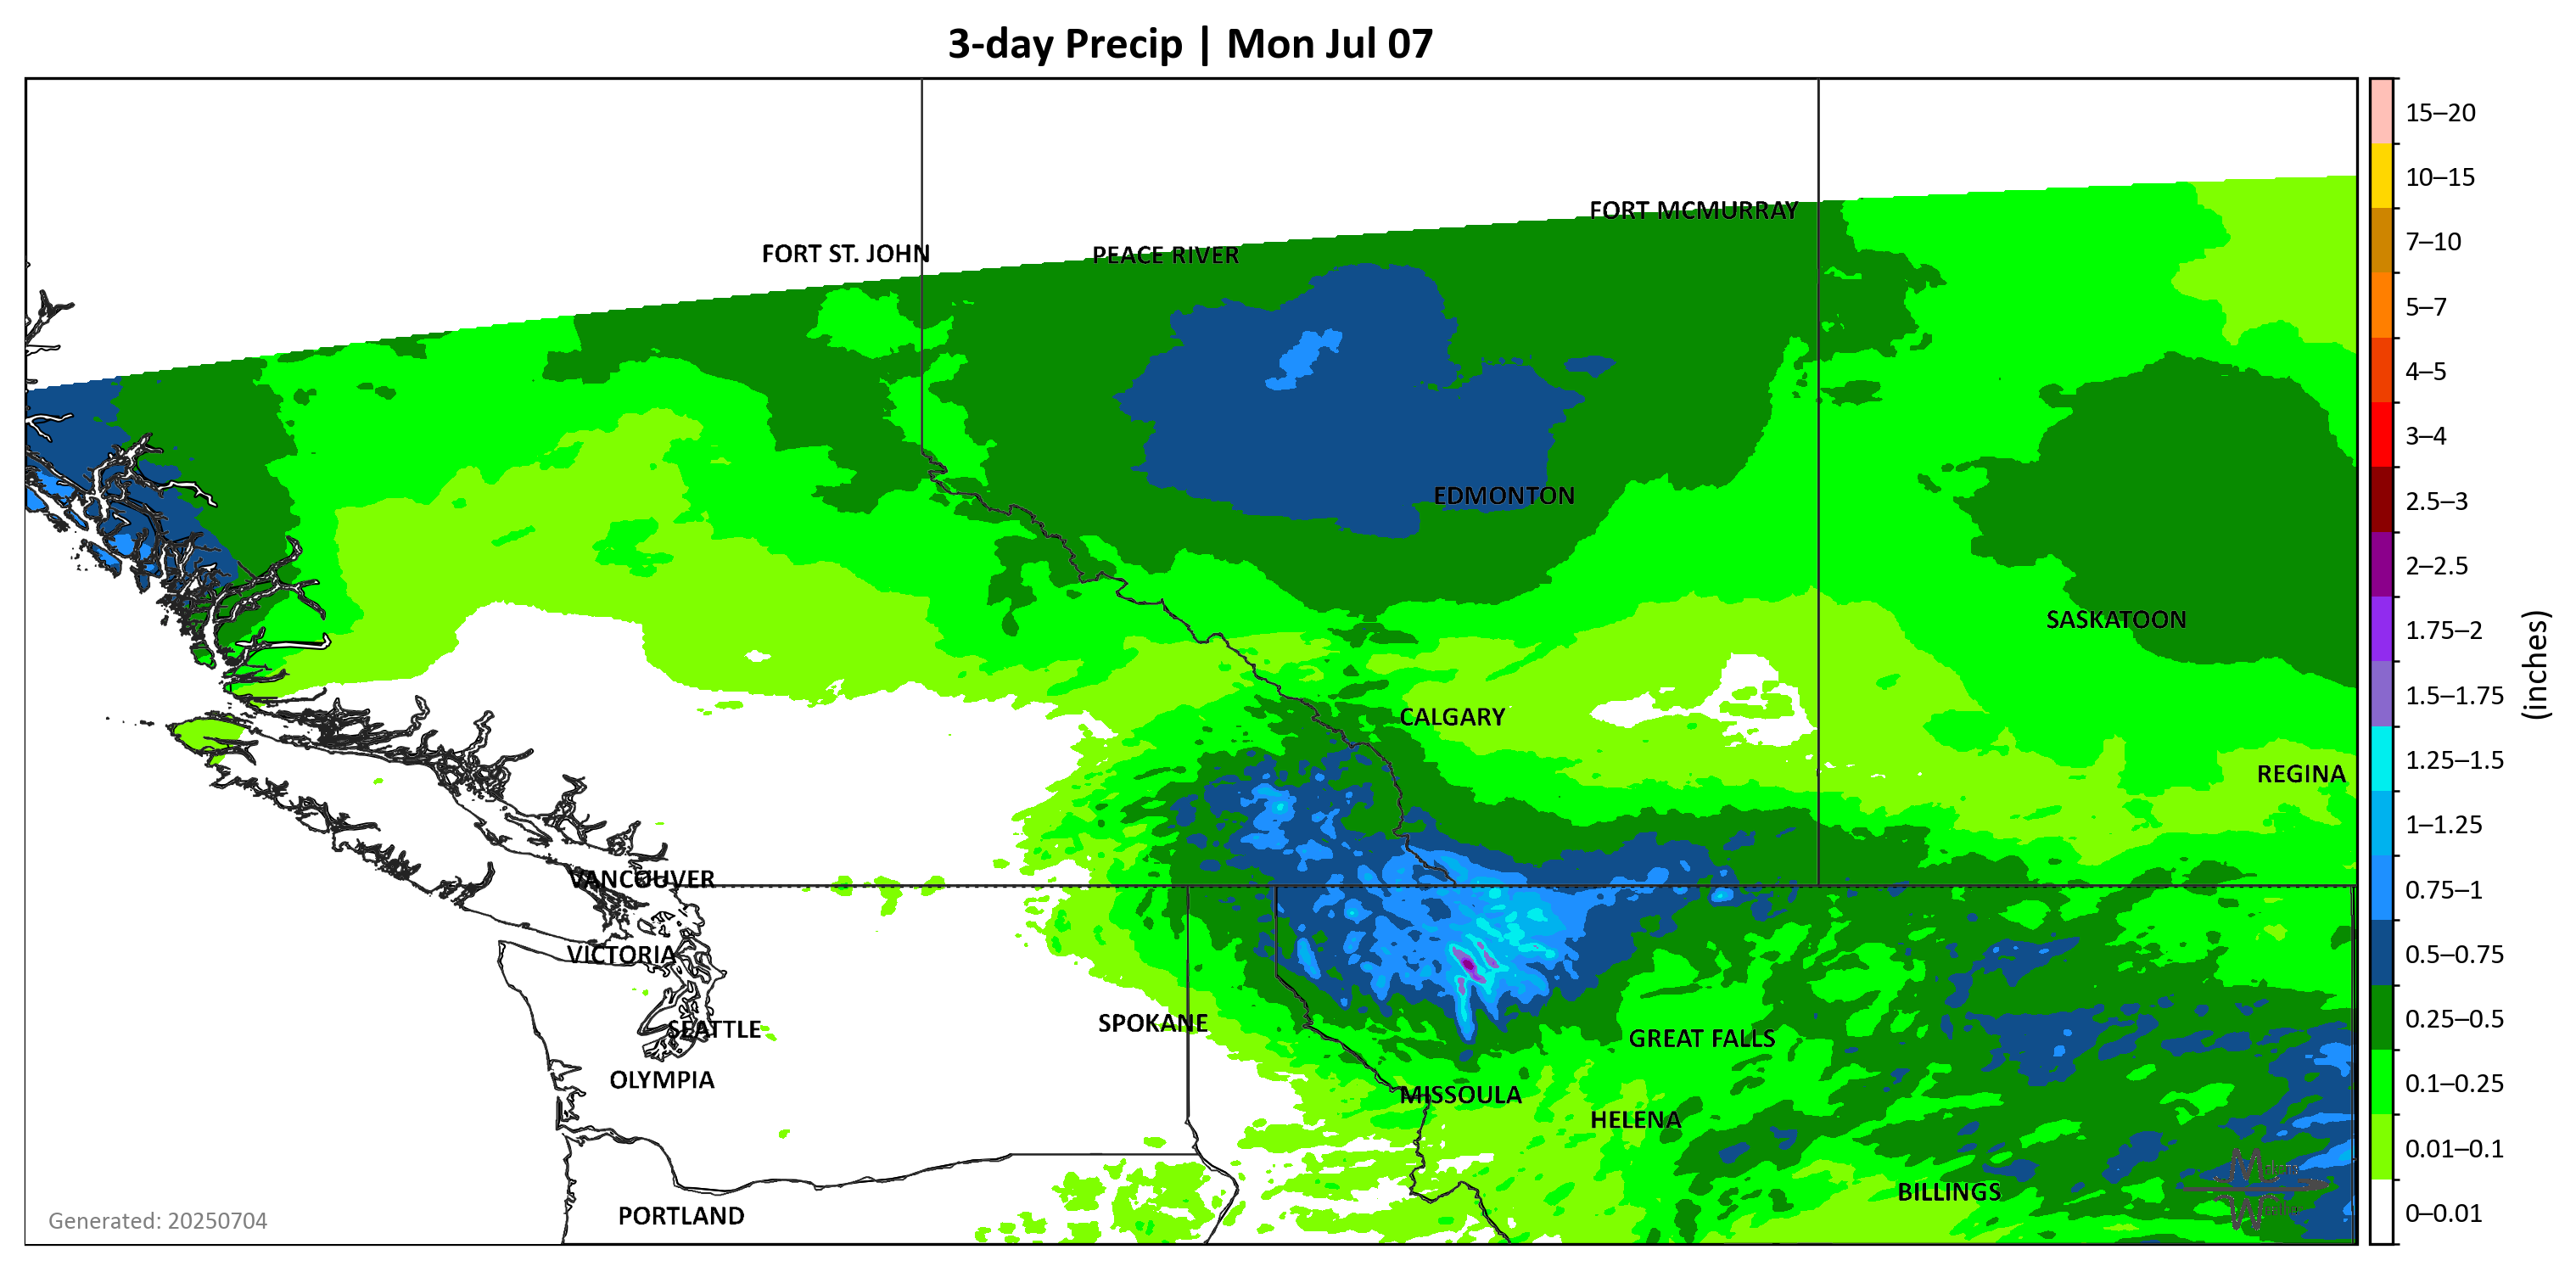 3-day Precip | Mon Jul 07
FORT MCMURRAY
FORT ST. JOHN
PEACE RIVER
EDMONTON
SASKATOON
CALGARY
REGINA
VANCOUVER
VICTORIA
SPOKANE
SEATTLE
GREAT FALLS
OLYMPIA
MISSOULA
HELENA
BILLINGS
PORTLAND
Generated: 20250704
15–20
10–15
7–10
5–7
4–5
3–4
2.5–3
2–2.5
1.75–2
1.5–1.75
1.25–1.5
1–1.25
0.75–1
0.5–0.75
0.25–0.5
0.1–0.25
0.01–0.1
0–0.01
(inches)